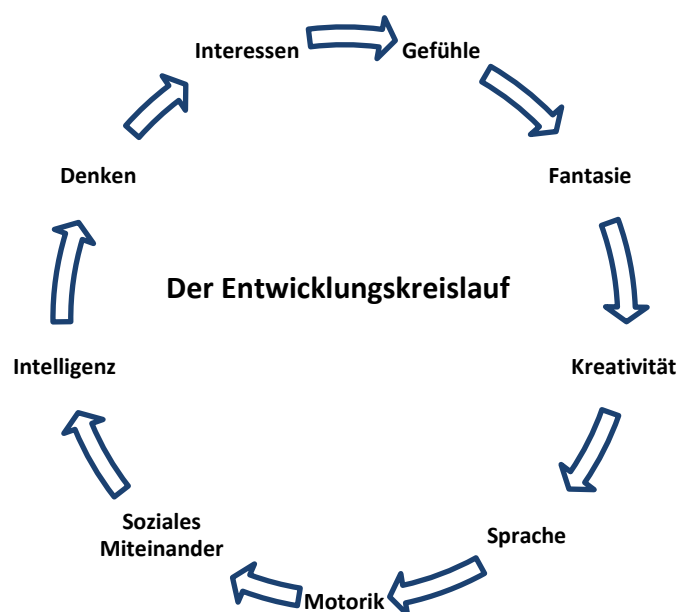 Interessen
Gefühle
Denken
Fantasie
Der Entwicklungskreislauf
Intelligenz
Kreativität
Soziales
Miteinander
Sprache
Motorik